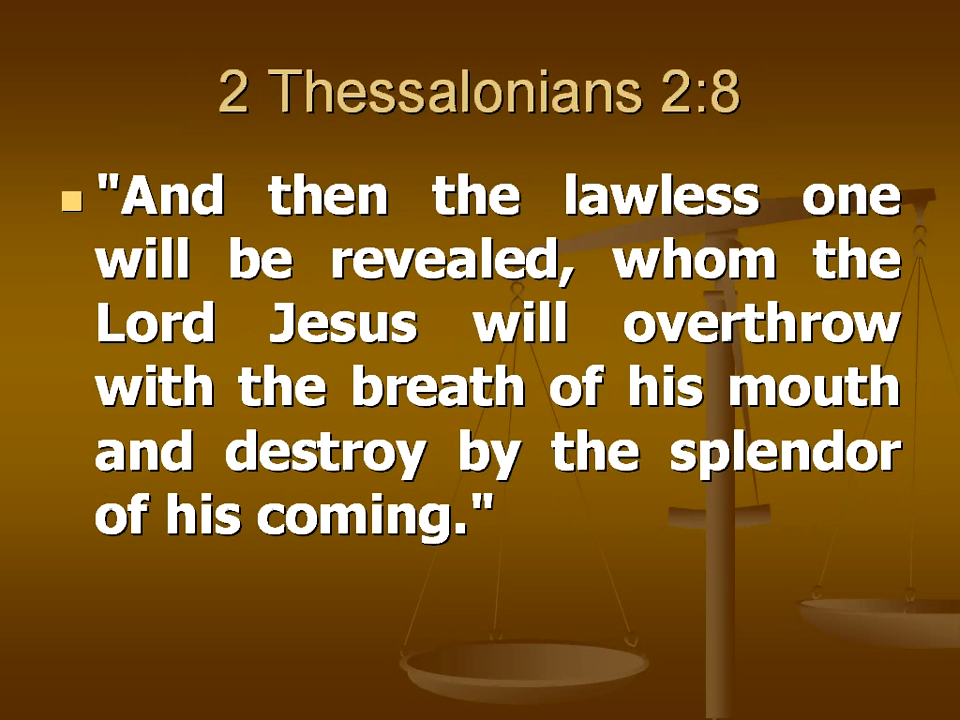 2 Thessalonians 2:8
"And then the lawless one
will be revealed, whom the
Lord Jesus will overthrow
with the breath of his mouth
and destroy by the splendor
of his coming."